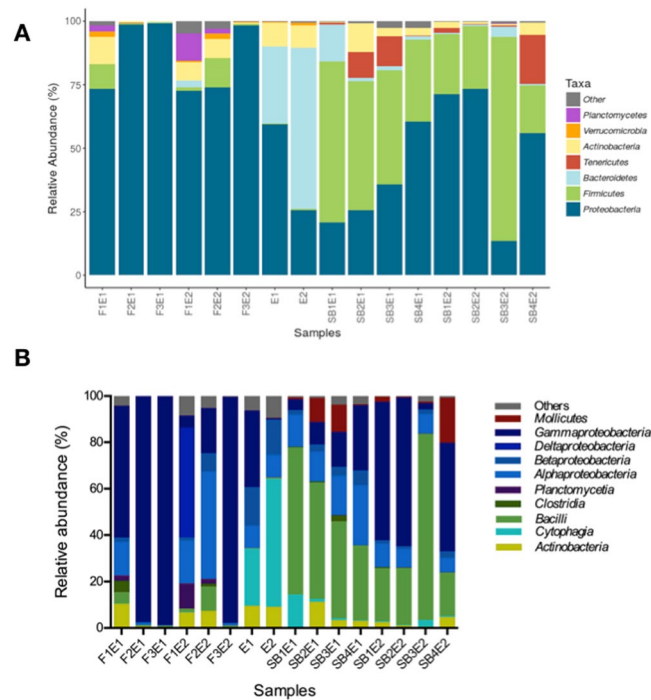 A
100
75
50
25
0
Relative Abundance (%)
Taxa
Other
Planctomycetes
Verrucomicrobia
Actinobacteria
Tenericutes
Bacteroidetes
Firmicutes
Proteobacteria
F1E1
F2E1
F3E1
F1E2
F2E2
F3E2
E1
E2
SB1E1
SB2E1
SB3E1
SB4E1
SB1E2
SB2E2
SB3E2
SB4E2
Samples
B
100
80
60
40
20
0
Relative abundance (%)
Others
Mollicutes
Gammaproteobacteria
Deltaproteobacteria
Betaproteobacteria
Alphaproteobacteria
Planctomycetia
Clostridia
Bacilli
Cytophagia
Actinobacteria
F1E1
F2E1
F3E1
F1E2
F2E2
F3E2
E1
E2
SB1E1
SB2E1
SB3E1
SB4E1
SB1E2
SB2E2
SB3E2
SB4E2
Samples